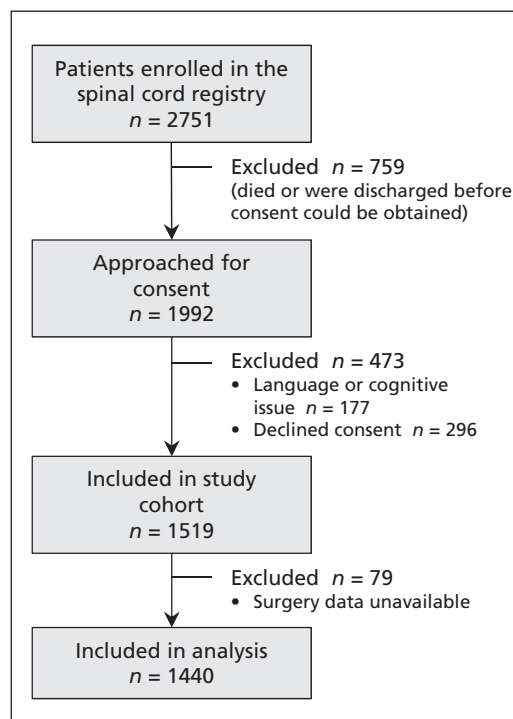 Patients enrolled in the
spinal cord registry
n = 2751
Excluded n = 759
(died or were discharged before
consent could be obtained)
Approached for
consent
n = 1992
Excluded n = 473
• Language or cognitive
issue n = 177
• Declined consent n = 296
Included in study
cohort
n = 1519
Excluded n = 79
• Surgery data unavailable
Included in analysis
n = 1440